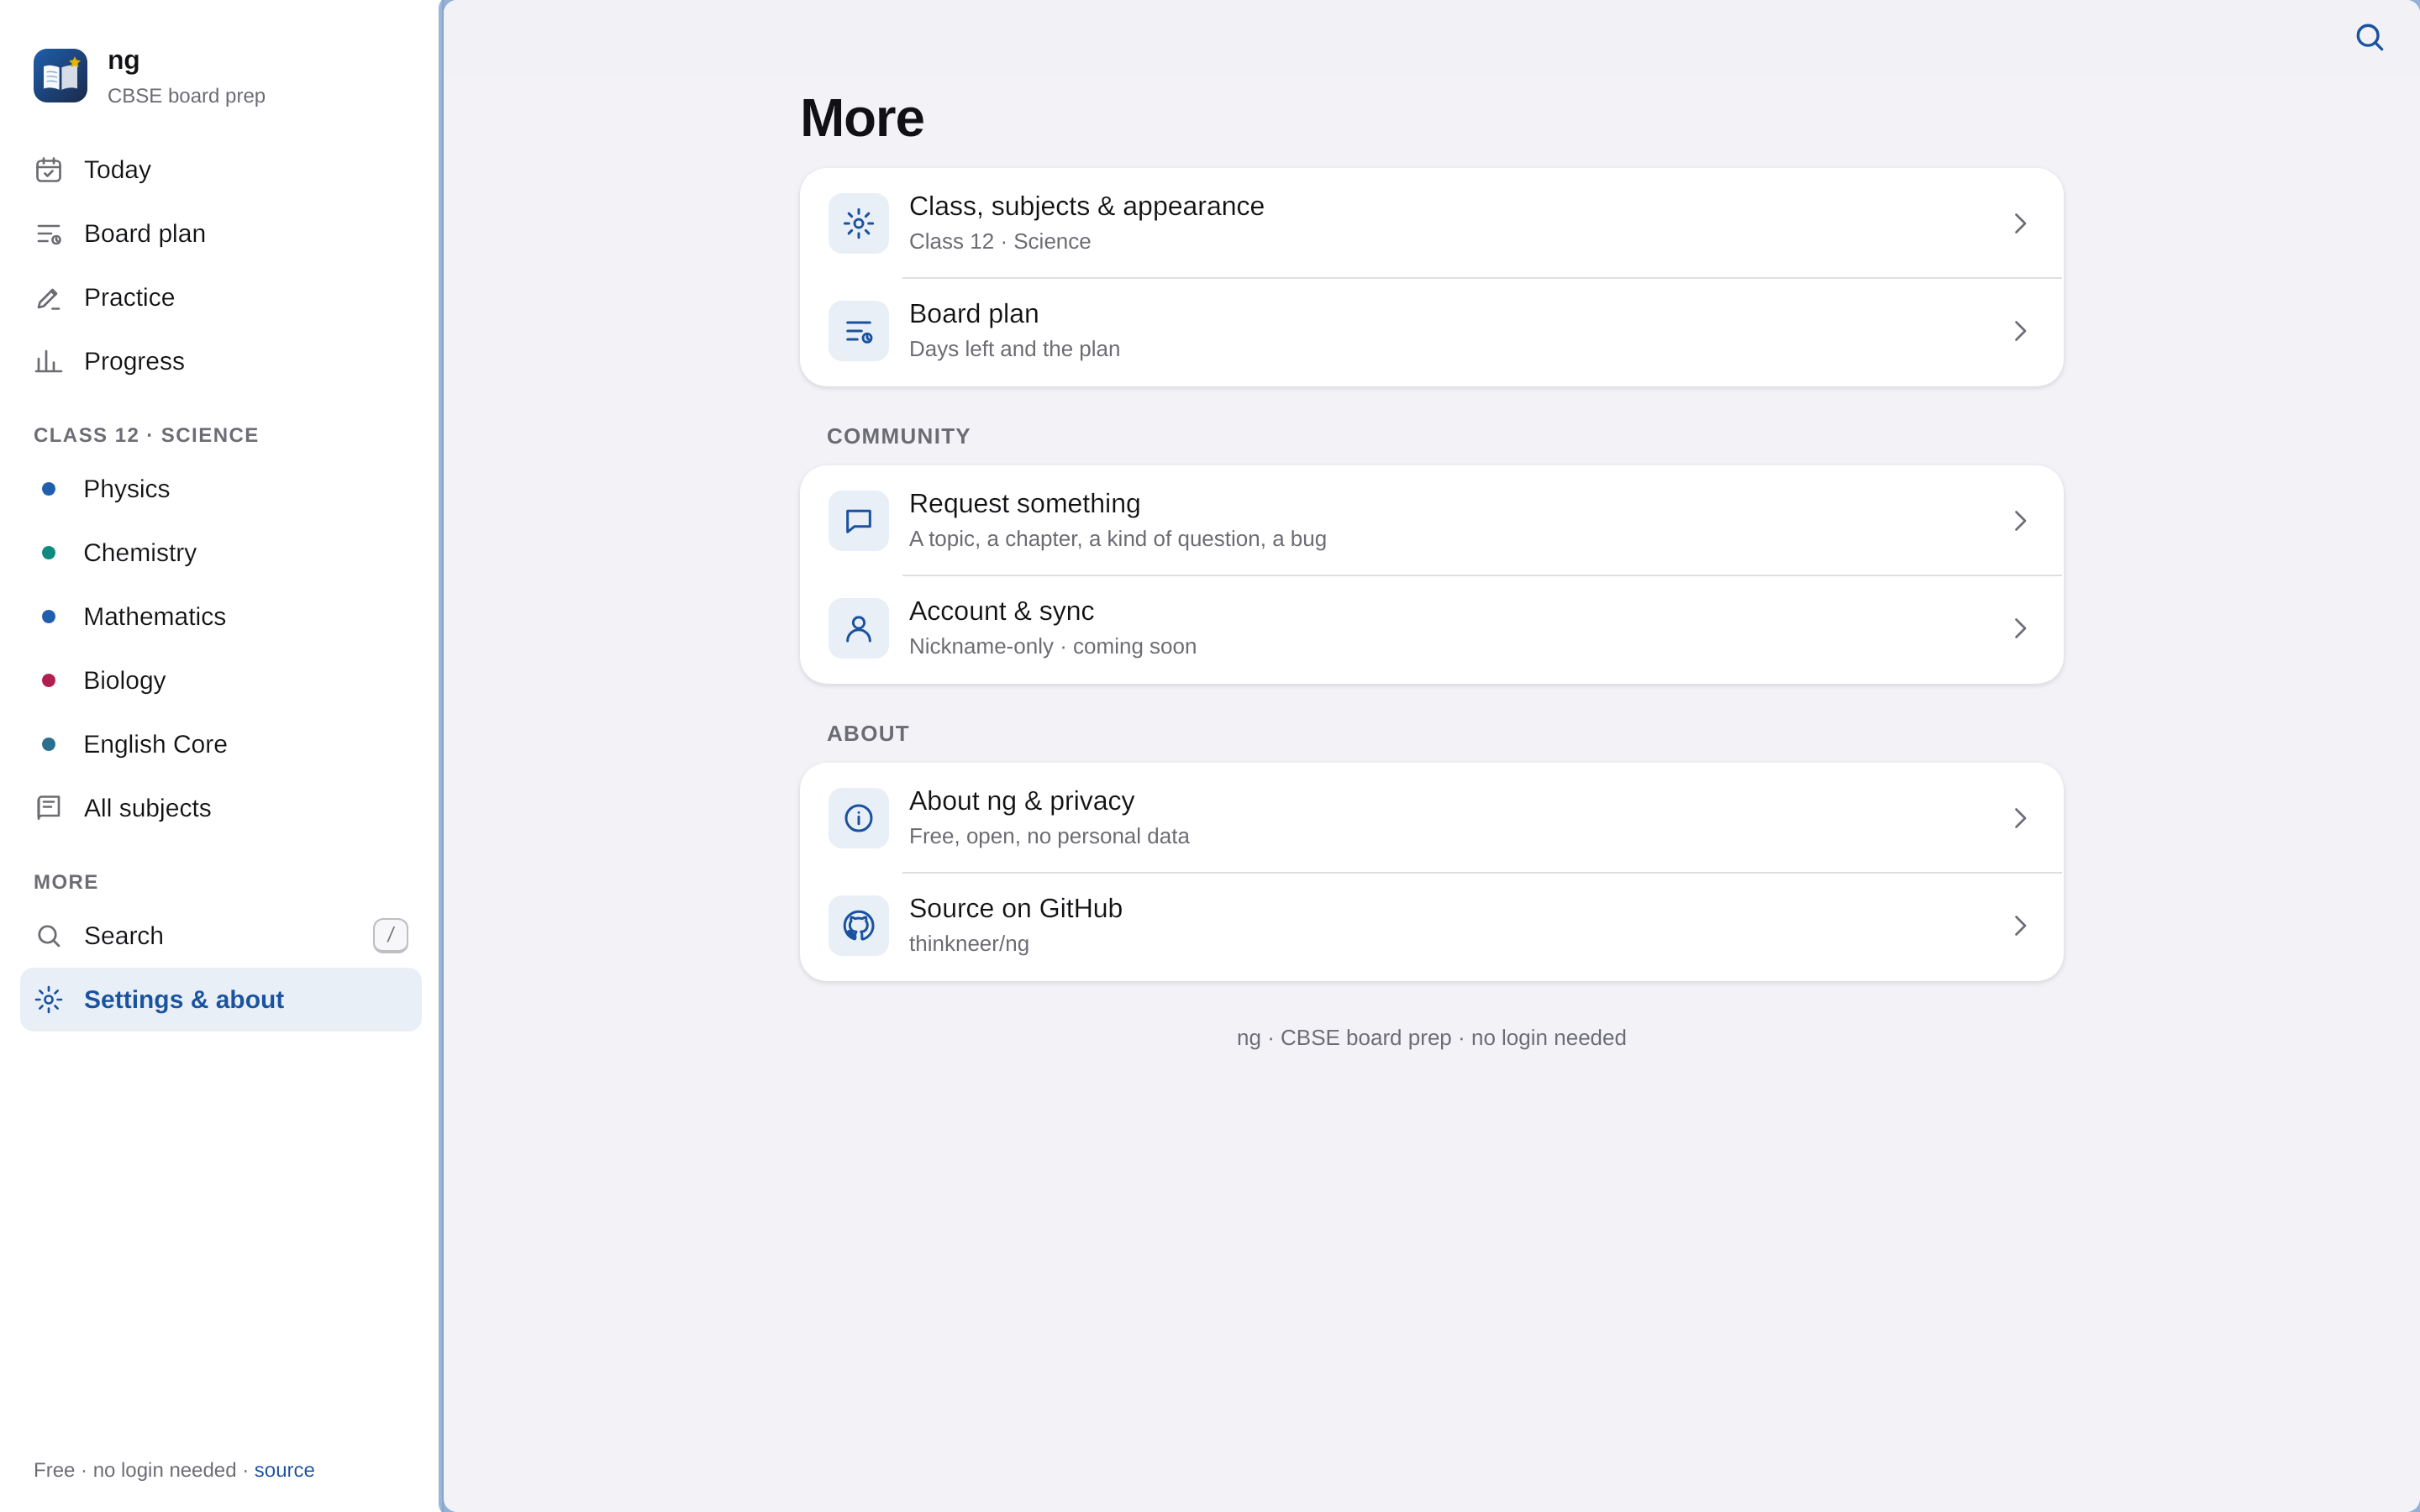 ng
CBSE board prep
Today
Board plan
Practice
Progress
CLASS 12 · SCIENCE
Physics
Chemistry
Mathematics
Biology
English Core
All subjects
MORE
Search /
Settings & about
Free · no login needed · source
More
Class, subjects & appearance
Class 12 · Science
Board plan
Days left and the plan
COMMUNITY
Request something
A topic, a chapter, a kind of question, a bug
Account & sync
Nickname-only · coming soon
ABOUT
About ng & privacy
Free, open, no personal data
Source on GitHub
thinkneer/ng
ng · CBSE board prep · no login needed